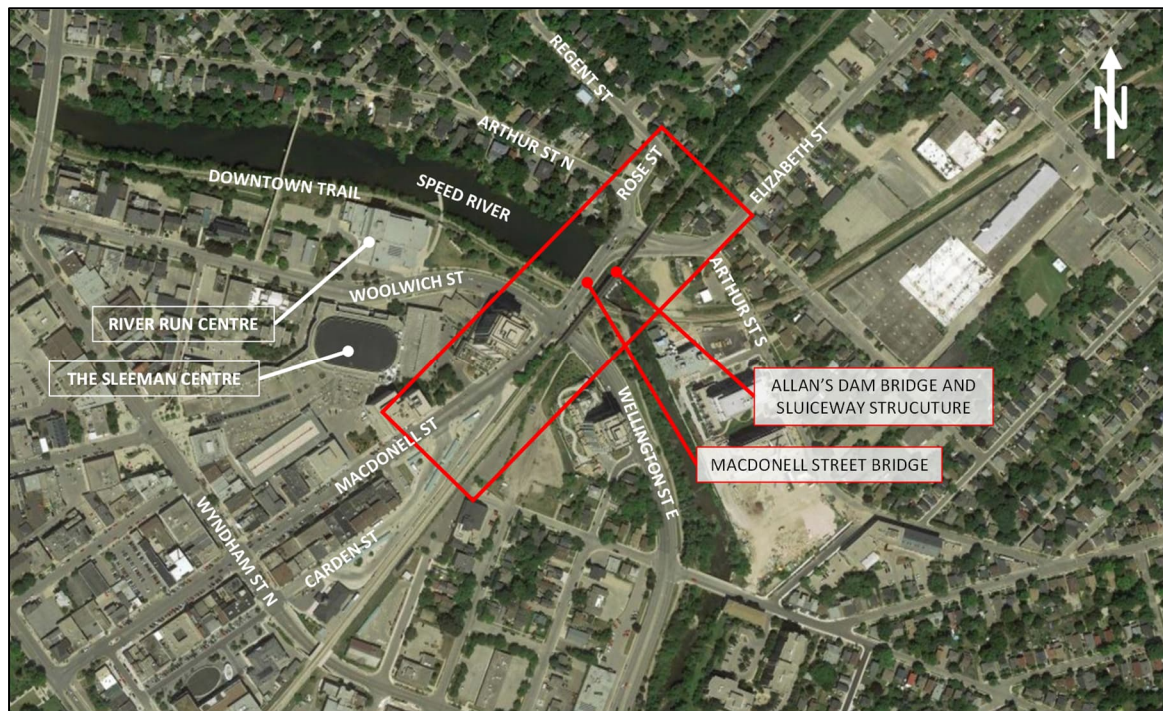 REGENT ST
ARTHUR ST N
ROSE ST
ELIZABETH ST
N
DOWNTOWN TRAIL
SPEED RIVER
WOOLWICH ST
ARTHUR ST S
RIVER RUN CENTRE
THE SLEEMAN CENTRE
ALLAN'S DAM BRIDGE AND
SLUICEWAY STRUCUTURE
MACDONELL STREET BRIDGE
MACDONELL ST
WELLINGTON ST E
WYNDHAM ST N
CARDEN ST